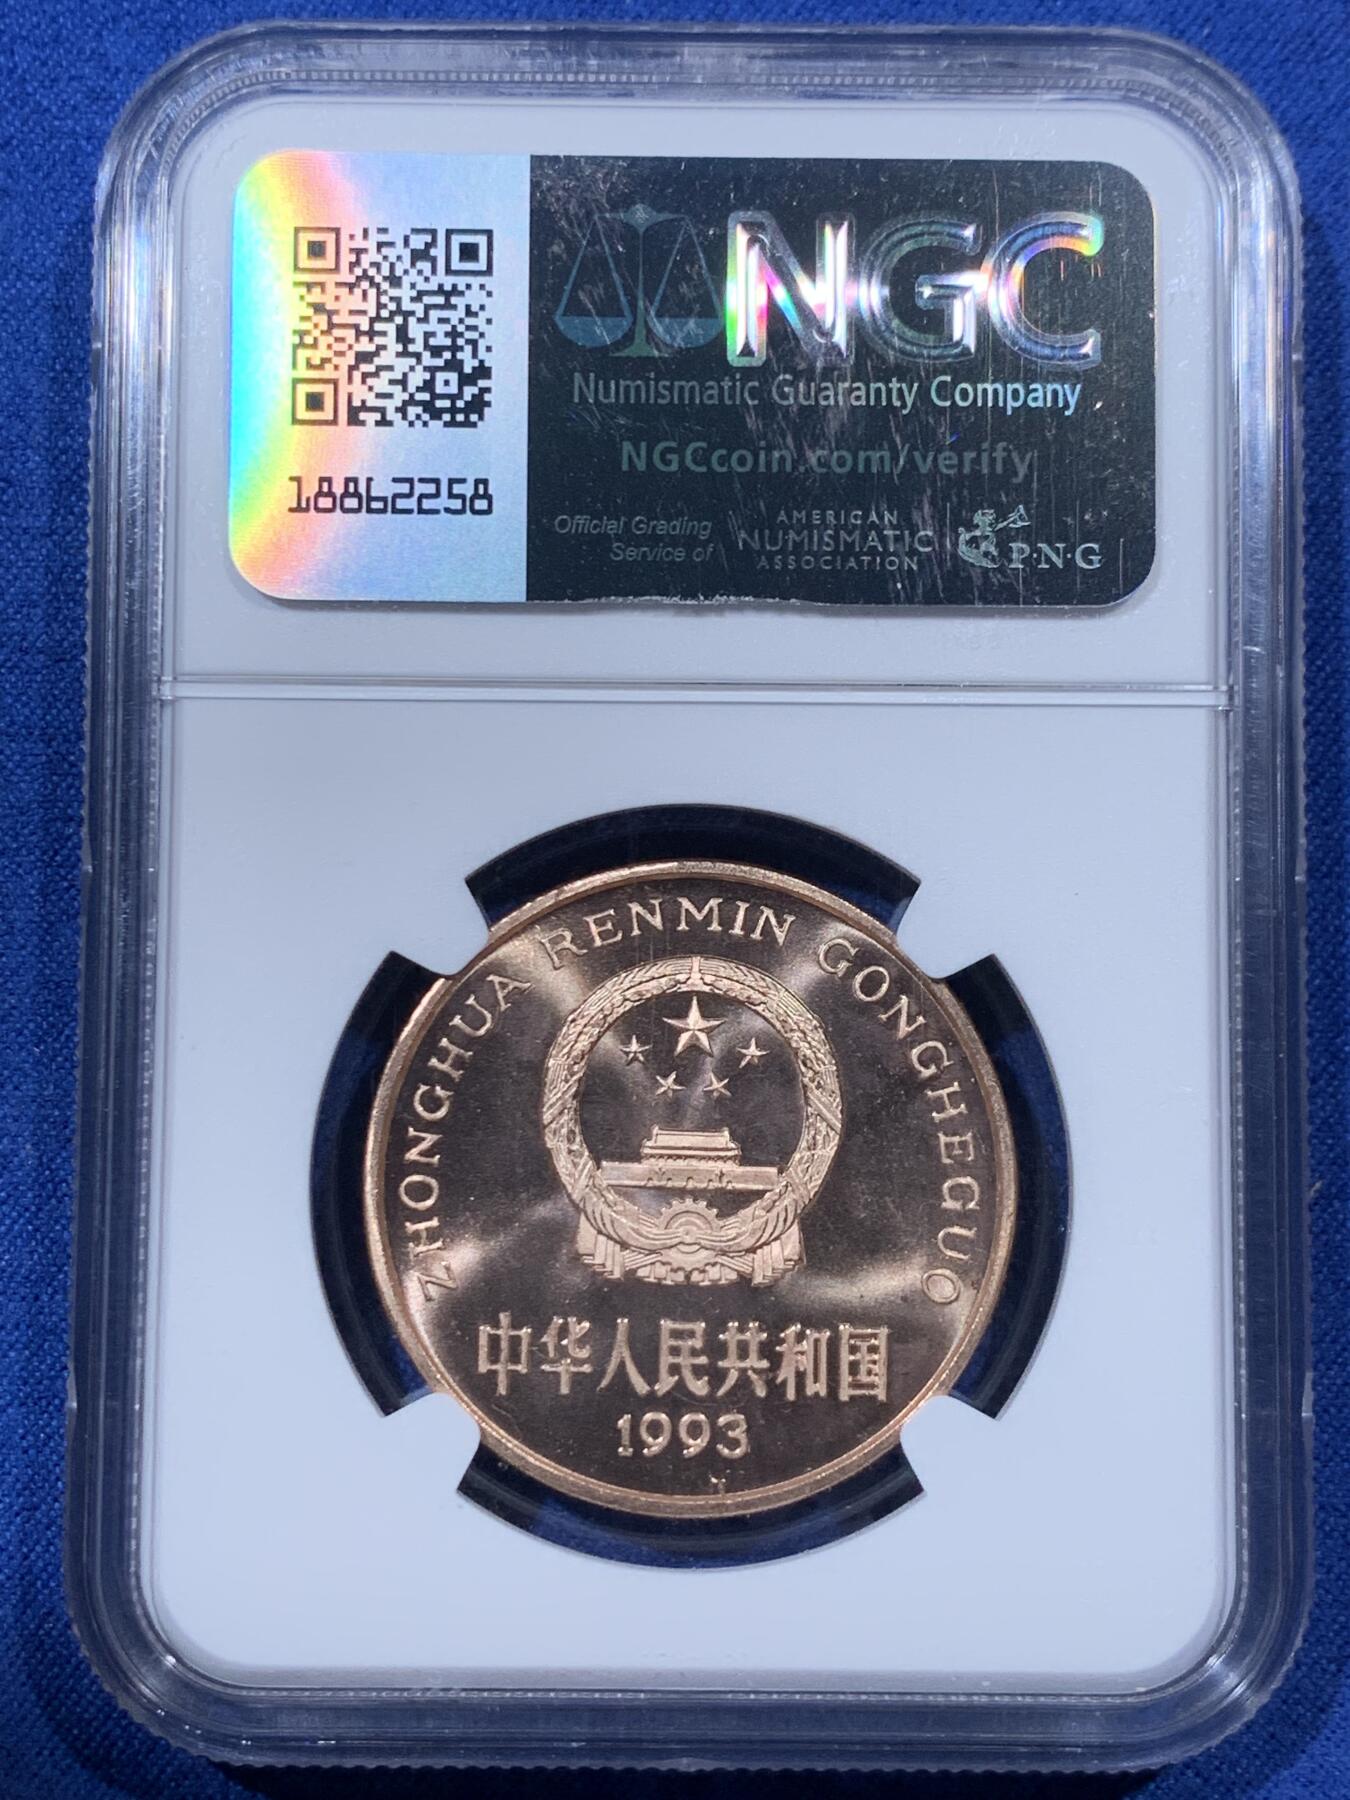 NGC
Numismatic Guaranty Company
NGCcoin.com/verify
18862258
Official Grading
Service of
AMERICAN
NUMISMATIC
ASSOCIATION
P·N·G
ZHONGHUA RENMIN GONGHEGUO
中华人民共和国
1993